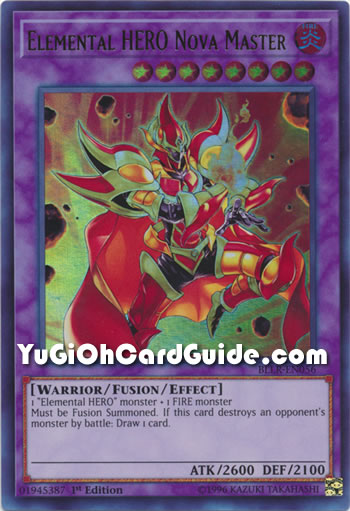 ELEMENTAL HERO NOVA MASTER
FIRE
炎
YuGiOhCardGuide.com
BLLR-EN056
[WARRIOR/FUSION/EFFECT]
1 "Elemental HERO" monster + 1 FIRE monster
Must be Fusion Summoned. If this card destroys an opponent's
monster by battle: Draw 1 card.
ATK/2600 DEF/2100
01945387 1st Edition ©1996 KAZUKI TAKAHASHI